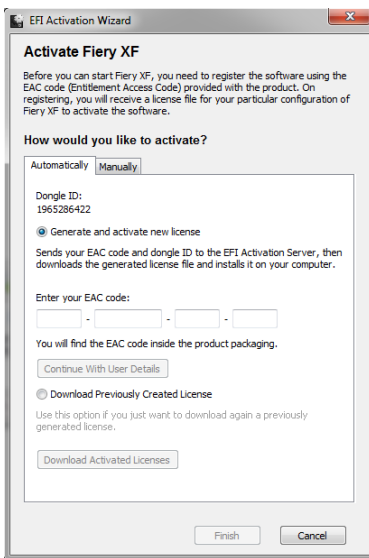 EFI Activation Wizard
Activate Fiery XF
Before you can start Fiery XF, you need to register the software using the
EAC code (Entitlement Access Code) provided with the product. On
registering, you will receive a license file for your particular configuration of
Fiery XF to activate the software.
How would you like to activate?
Automatically Manually
Dongle ID:
1965286422
Generate and activate new license
Sends your EAC code and dongle ID to the EFI Activation Server, then
downloads the generated license file and installs it on your computer.
Enter your EAC code:
- - -
You will find the EAC code inside the product packaging.
Continue With User Details
Download Previously Created License
Use this option if you just want to download again a previously
generated license.
Download Activated Licenses
Finish Cancel